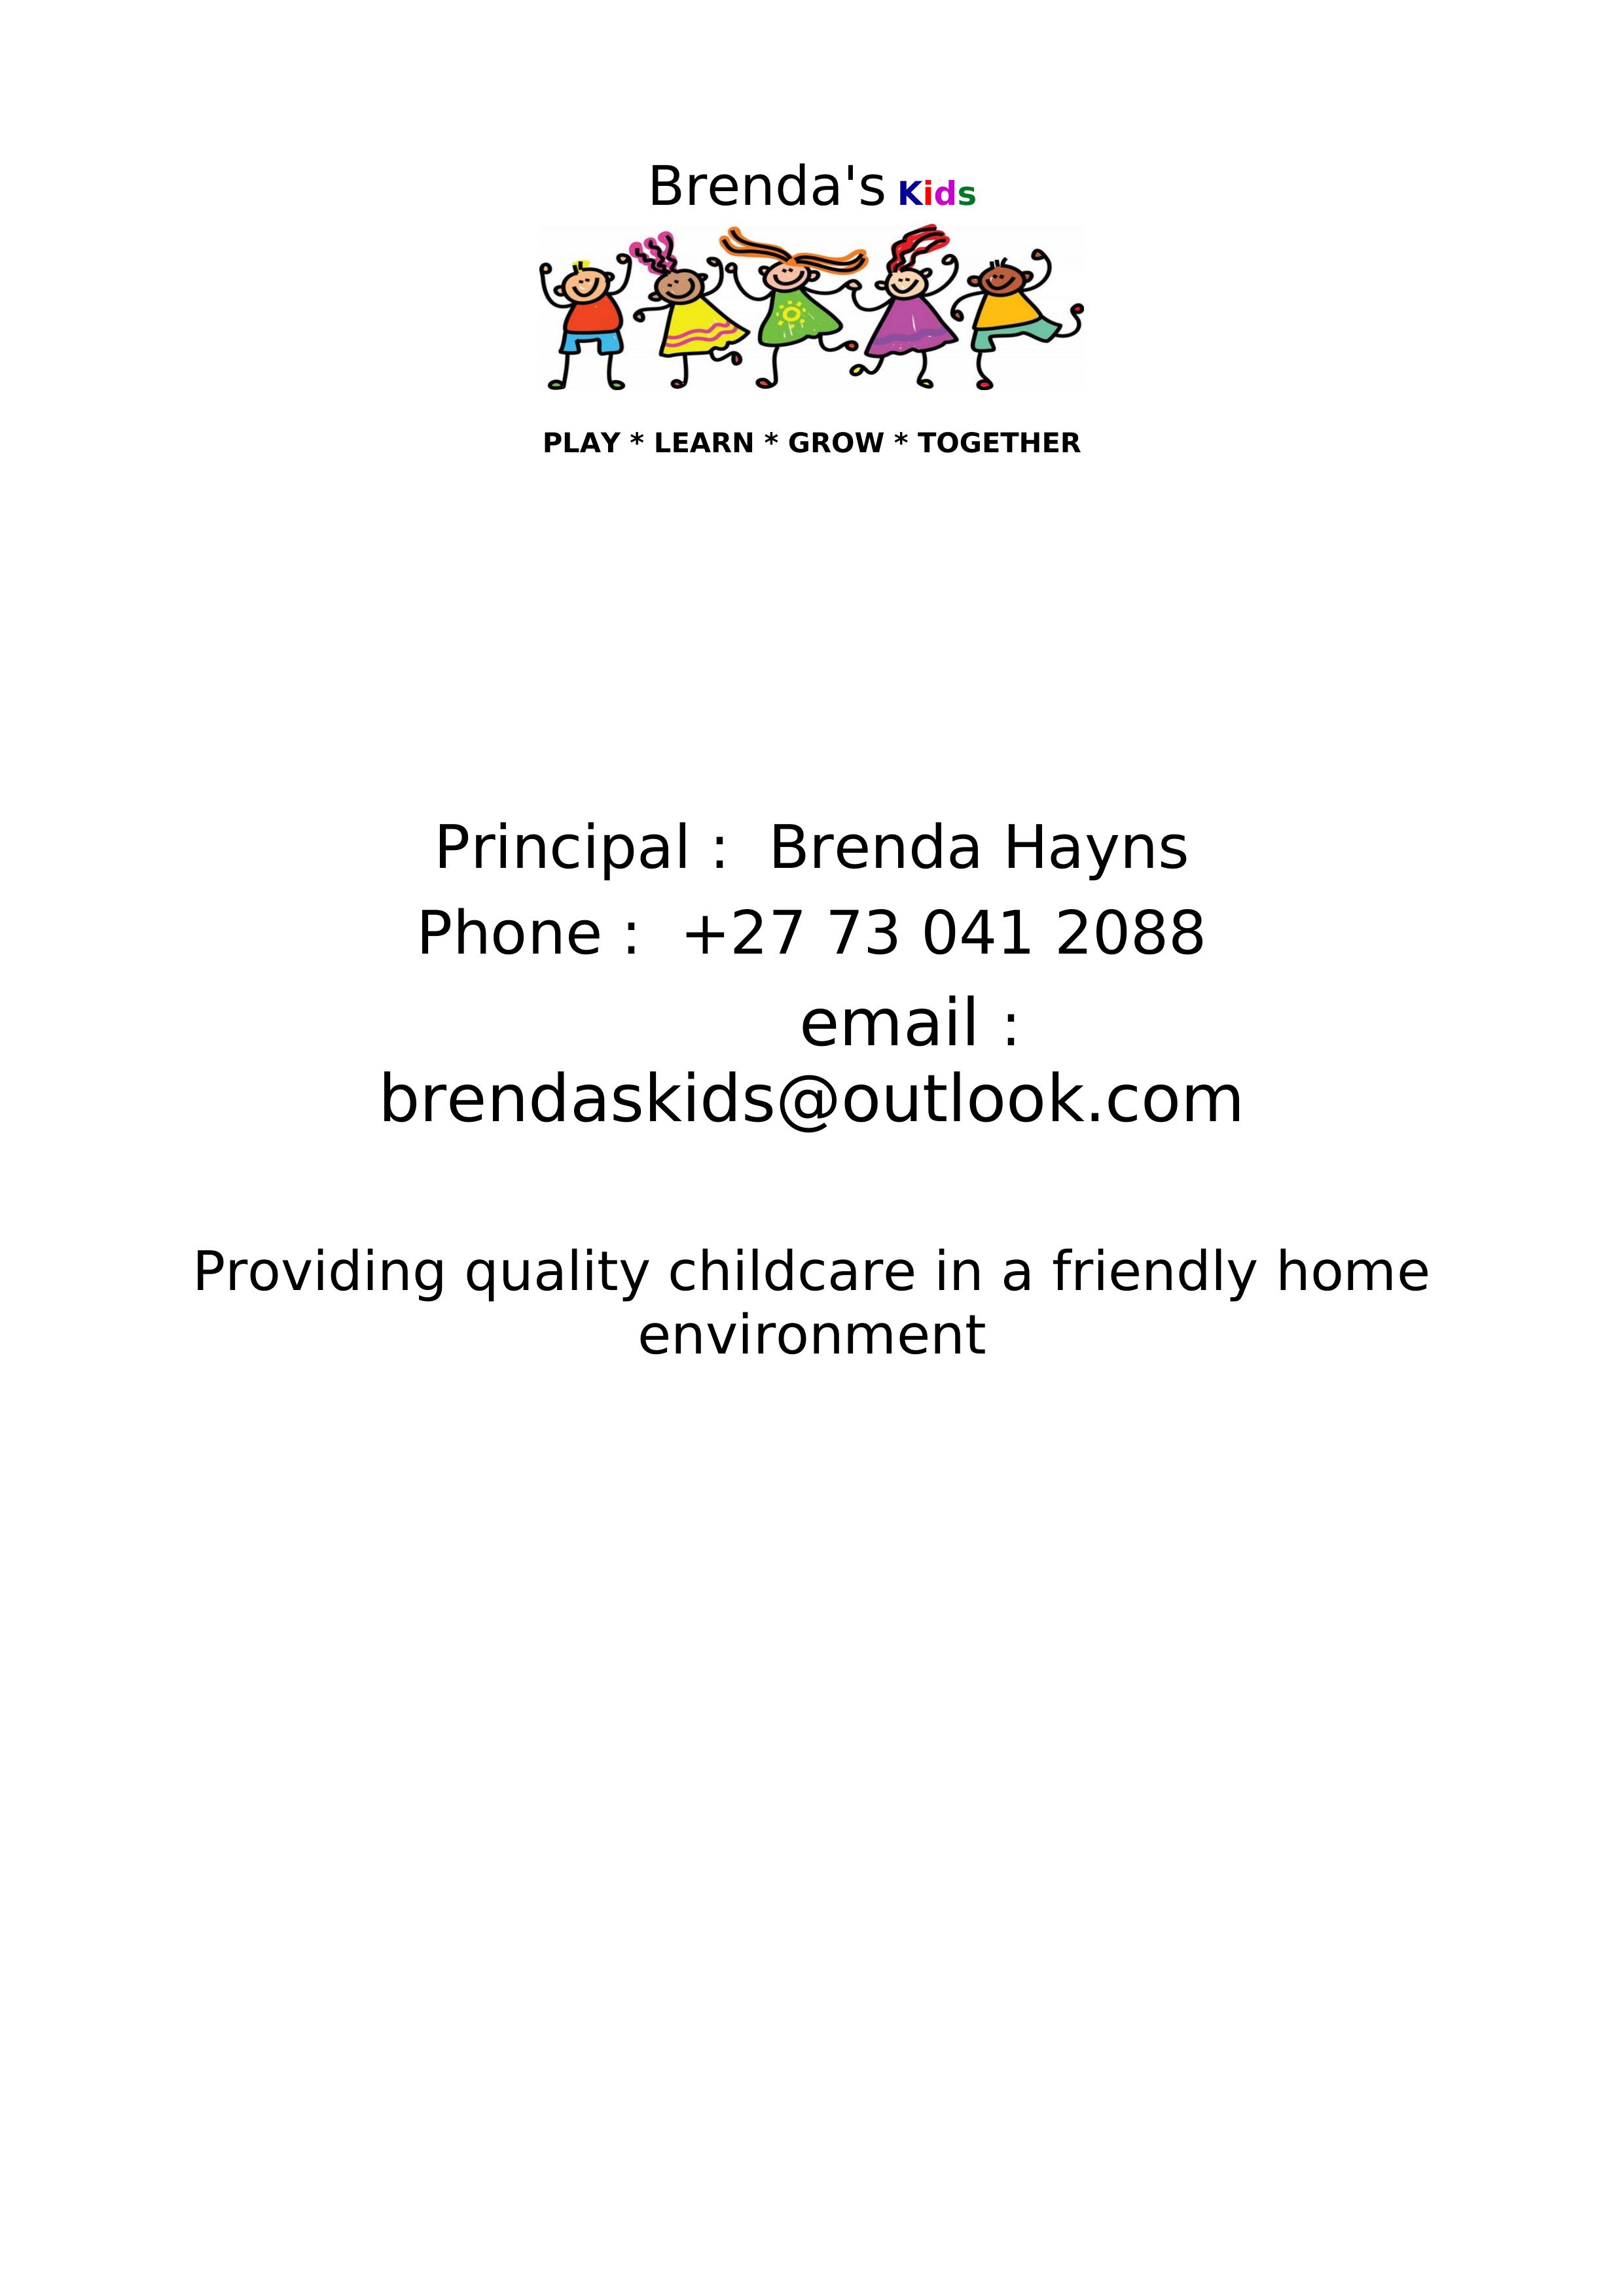 Brenda's Kids
PLAY * LEARN * GROW * TOGETHER
Principal :  Brenda Hayns
Phone :  +27 73 041 2088
email :
brendaskids@outlook.com
Providing quality childcare in a friendly home
environment